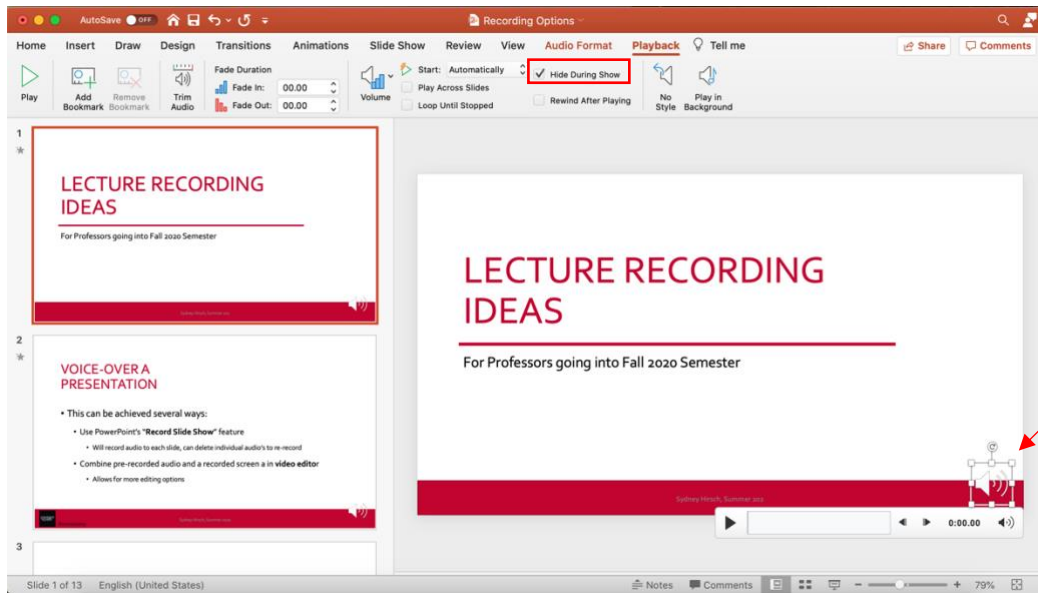 AutoSave OFF
Recording Options
Home Insert Draw Design Transitions Animations Slide Show Review View Audio Format Playback Tell me
Share Comments
Play
Add Bookmark
Remove Bookmark
Trim Audio
Fade Duration
Fade In: 00.00
Fade Out: 00.00
Volume
Start: Automatically
Play Across Slides
Loop Until Stopped
Hide During Show
Rewind After Playing
No Style
Play in Background
1
LECTURE RECORDING
IDEAS
For Professors going into Fall 2020 Semester
2
VOICE-OVER A
PRESENTATION
• This can be achieved several ways:
• Use PowerPoint's "Record Slide Show" feature
• Will record audio to each slide, can delete individual audio's to re-record
• Combine pre-recorded audio and a recorded screen a in video editor
• Allows for more editing options
3
LECTURE RECORDING
IDEAS
For Professors going into Fall 2020 Semester
Sydney Hirsch, Summer
0:00.00
Slide 1 of 13 English (United States)
Notes Comments 79%